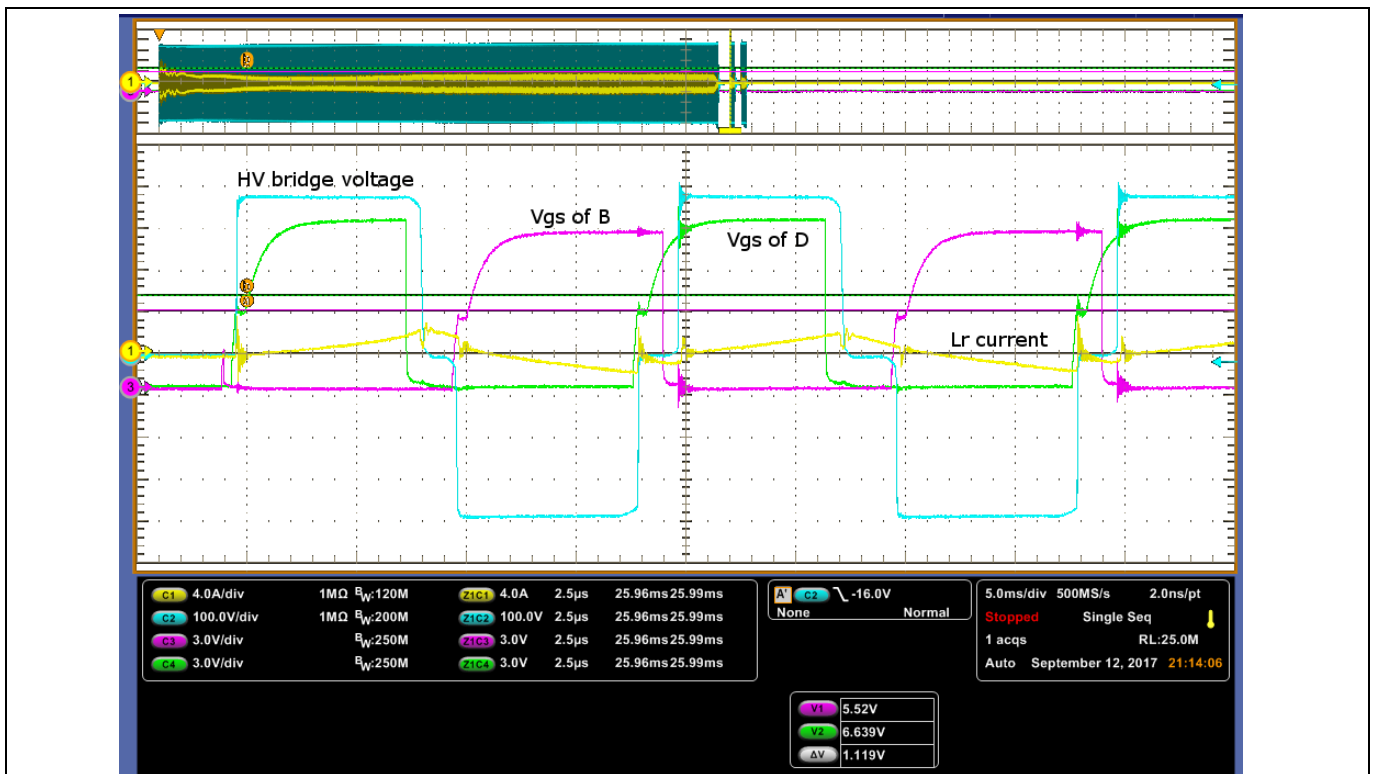 1
HV bridge voltage
Vgs of B
Vgs of D
Lr current
1
3
C1 4.0A/div 1MΩ BW:120M Z1C1 4.0A 2.5µs 25.96ms 25.99ms
C2 100.0V/div 1MΩ BW:200M Z1C2 100.0V 2.5µs 25.96ms 25.99ms
C3 3.0V/div BW:250M Z1C3 3.0V 2.5µs 25.96ms 25.99ms
C4 3.0V/div BW:250M Z1C4 3.0V 2.5µs 25.96ms 25.99ms
A' C2 -16.0V
None Normal
5.0ms/div 500MS/s 2.0ns/pt
Stopped Single Seq
1 acqs RL:25.0M
Auto September 12, 2017 21:14:06
V1 5.52V
V2 6.639V
ΔV 1.119V